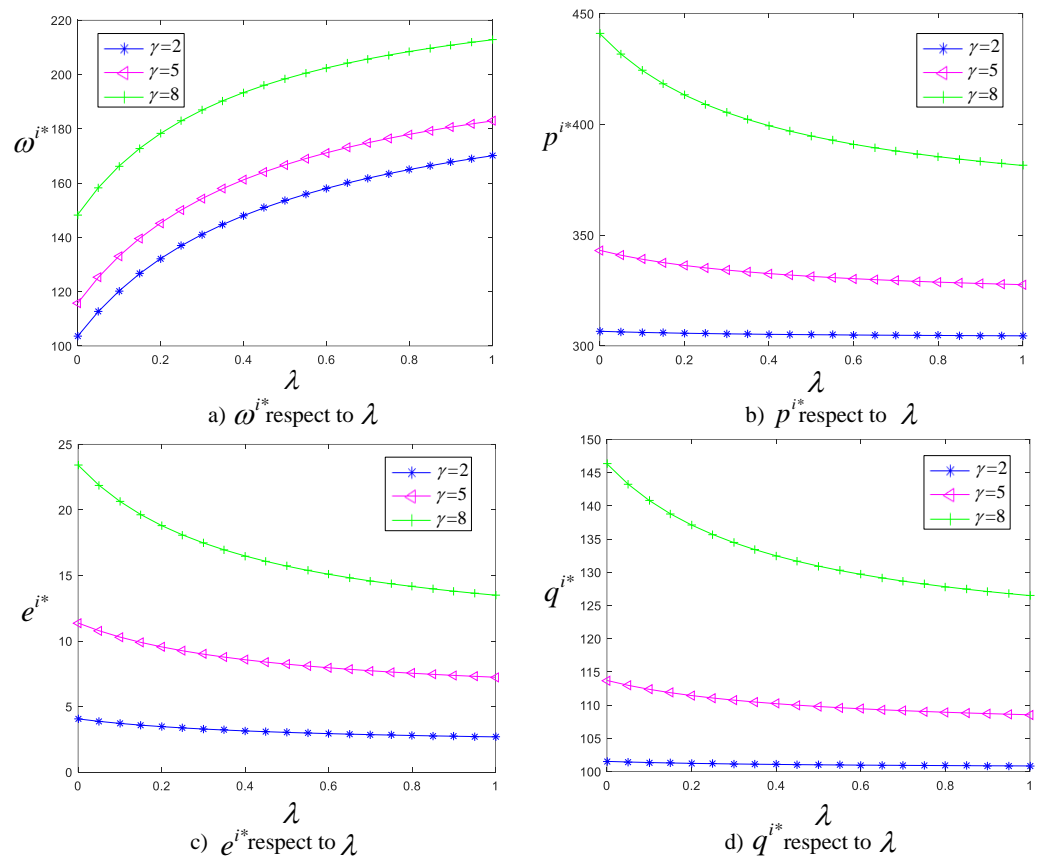 220
200
180
160
140
120
100
ω^{i*}
γ=2
γ=5
γ=8
0 0.2 0.4 0.6 0.8 1
λ
a) ω^{i*} respect to λ
450
400
350
300
p^{i*}
γ=2
γ=5
γ=8
0 0.2 0.4 0.6 0.8 1
λ
b) p^{i*} respect to λ
25
20
15
10
5
0
e^{i*}
γ=2
γ=5
γ=8
0 0.2 0.4 0.6 0.8 1
λ
c) e^{i*} respect to λ
150
145
140
135
130
125
120
115
110
105
100
q^{i*}
γ=2
γ=5
γ=8
0 0.2 0.4 0.6 0.8 1
λ
d) q^{i*} respect to λ